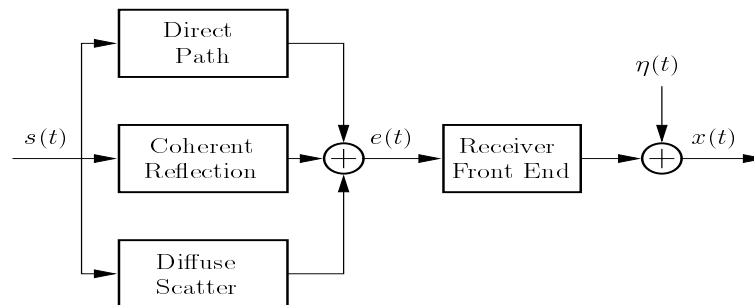 Direct
Path
η(t)
s(t)
Coherent
Reflection
+
e(t)
Receiver
Front End
+
x(t)
Diffuse
Scatter